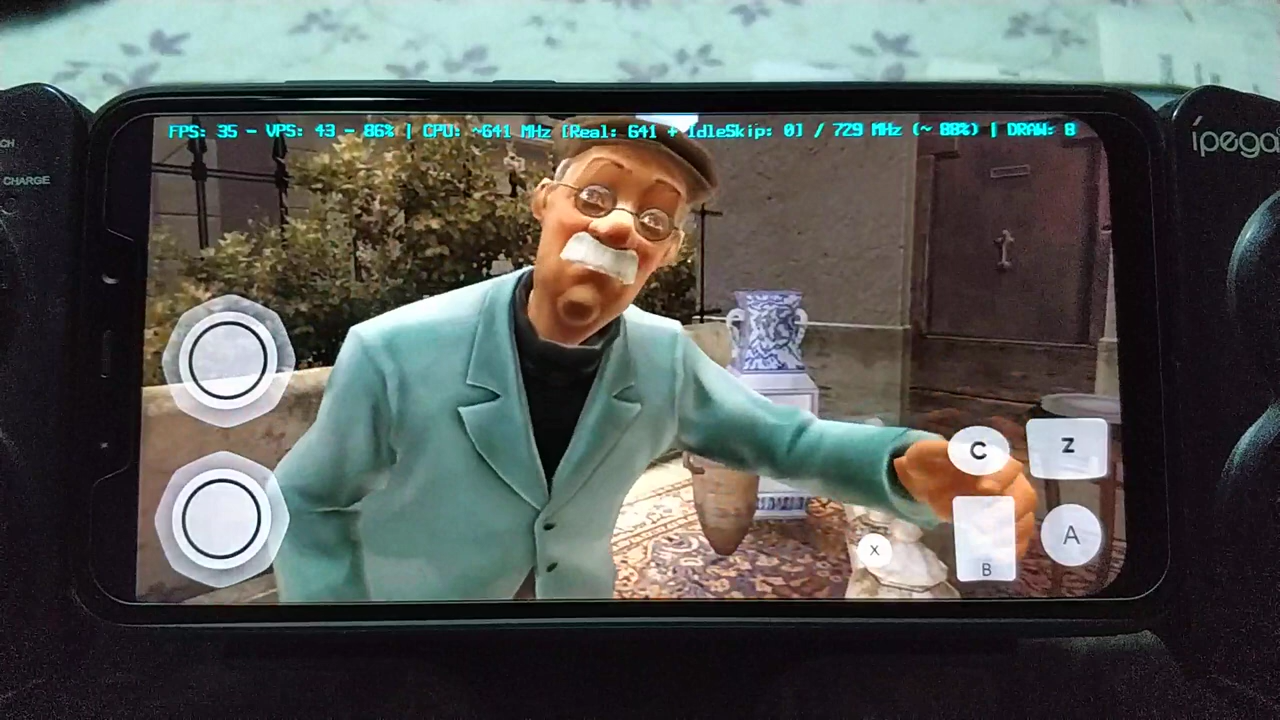 FPS: 35 - VPS: 43 - 86% | CPU: ~641 MHz [Real: 641 + IdleSkip: 0] / 729 MHz (~ 88%) | DRAW: 8
ipega
CH
CHARGE
C
Z
A
X
B